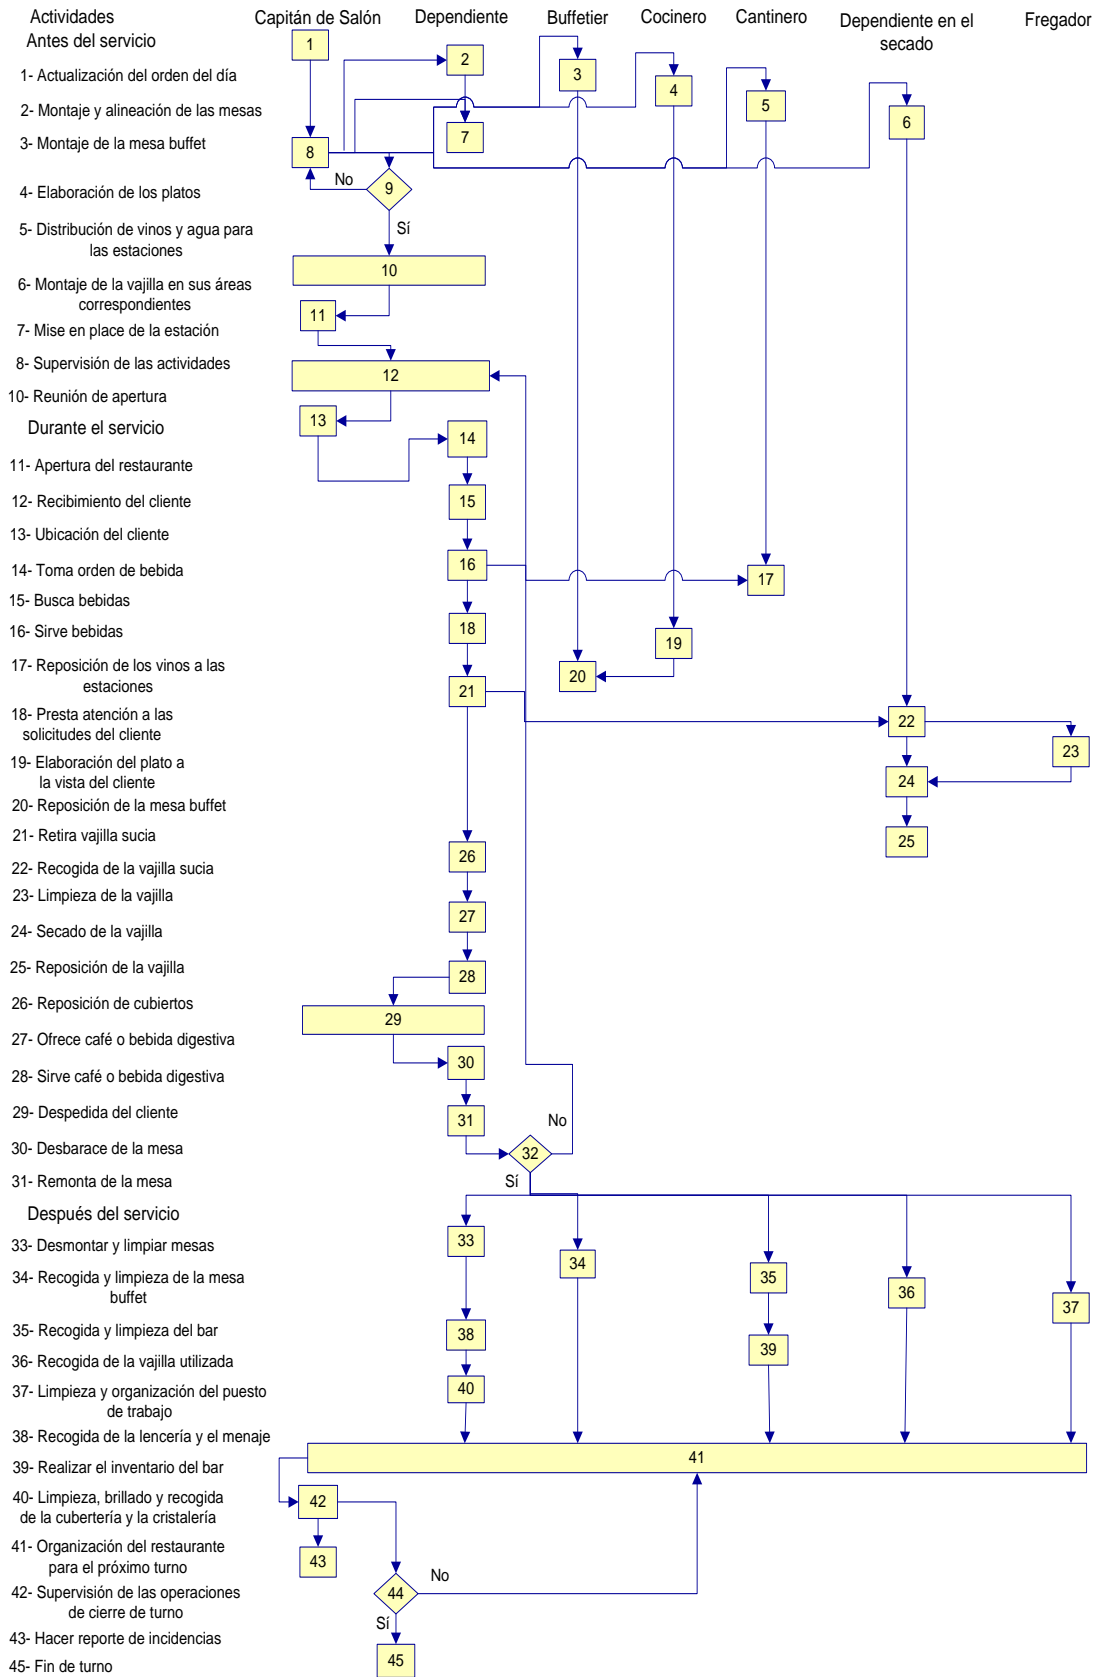 Actividades
Capitán de Salón
Dependiente
Buffetier
Cocinero
Cantinero
Dependiente en el
secado
Fregador
Antes del servicio
1- Actualización del orden del día
2- Montaje y alineación de las mesas
3- Montaje de la mesa buffet
4- Elaboración de los platos
5- Distribución de vinos y agua para
las estaciones
6- Montaje de la vajilla en sus áreas
correspondientes
7- Mise en place de la estación
8- Supervisión de las actividades
10- Reunión de apertura
Durante el servicio
11- Apertura del restaurante
12- Recibimiento del cliente
13- Ubicación del cliente
14- Toma orden de bebida
15- Busca bebidas
16- Sirve bebidas
17- Reposición de los vinos a las
estaciones
18- Presta atención a las
solicitudes del cliente
19- Elaboración del plato a
la vista del cliente
20- Reposición de la mesa buffet
21- Retira vajilla sucia
22- Recogida de la vajilla sucia
23- Limpieza de la vajilla
24- Secado de la vajilla
25- Reposición de la vajilla
26- Reposición de cubiertos
27- Ofrece café o bebida digestiva
28- Sirve café o bebida digestiva
29- Despedida del cliente
30- Desbarace de la mesa
31- Remonta de la mesa
Después del servicio
33- Desmontar y limpiar mesas
34- Recogida y limpieza de la mesa
buffet
35- Recogida y limpieza del bar
36- Recogida de la vajilla utilizada
37- Limpieza y organización del puesto
de trabajo
38- Recogida de la lencería y el menaje
39- Realizar el inventario del bar
40- Limpieza, brillado y recogida
de la cubertería y la cristalería
41- Organización del restaurante
para el próximo turno
42- Supervisión de las operaciones
de cierre de turno
43- Hacer reporte de incidencias
45- Fin de turno
1
2
3
4
5
6
7
8
No
9
Sí
10
11
12
13
14
15
16
17
18
19
20
21
22
23
24
25
26
27
28
29
30
31
No
32
Sí
33
34
35
36
37
38
39
40
41
42
43
No
44
Sí
45